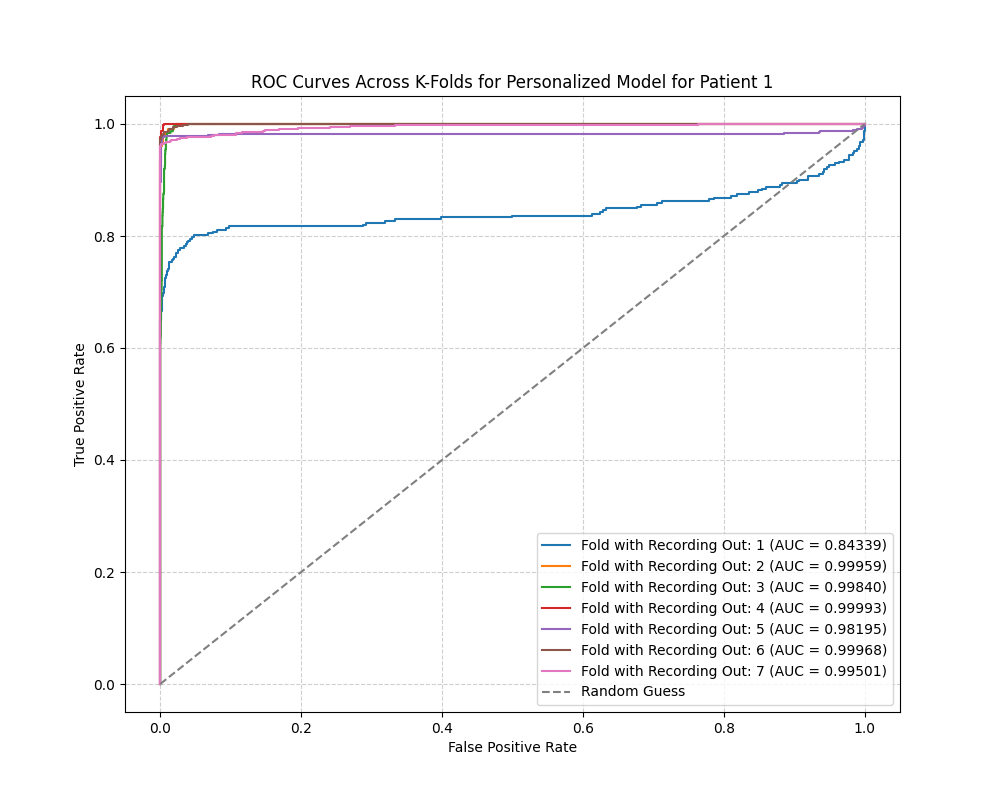 ROC Curves Across K-Folds for Personalized Model for Patient 1
True Positive Rate
1.0
0.8
0.6
0.4
0.2
0.0
Fold with Recording Out: 1 (AUC = 0.84339)
Fold with Recording Out: 2 (AUC = 0.99959)
Fold with Recording Out: 3 (AUC = 0.99840)
Fold with Recording Out: 4 (AUC = 0.99993)
Fold with Recording Out: 5 (AUC = 0.98195)
Fold with Recording Out: 6 (AUC = 0.99968)
Fold with Recording Out: 7 (AUC = 0.99501)
Random Guess
0.0 0.2 0.4 0.6 0.8 1.0
False Positive Rate